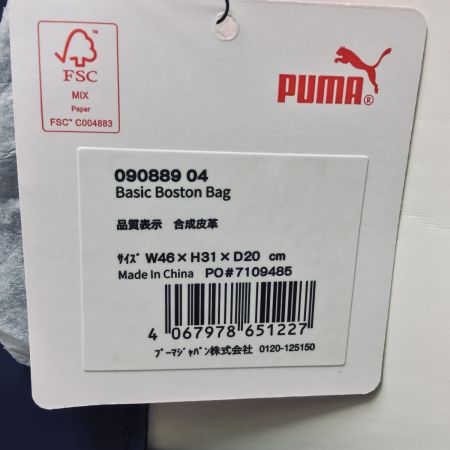 FSC
MIX
Paper
FSC™ C004883
PUMA®
090889 04
Basic Boston Bag
品質表示　合成皮革
ｻｲｽﾞ W46×H31×D20 cm
Made In China PO#7109485
4 067978 651227
ﾌﾟｰﾏｼﾞｬﾊﾟﾝ株式会社 0120-125150